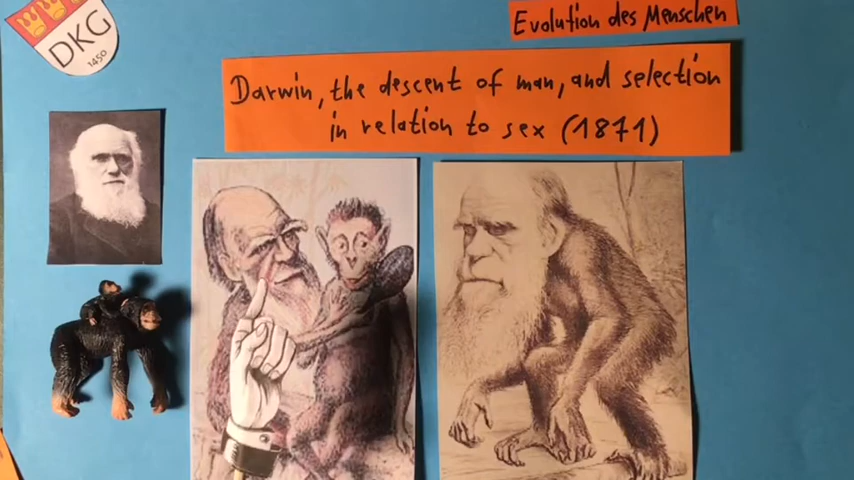 DKG
1450
Evolution des Menschen
Darwin, the descent of man, and selection
in relation to sex (1871)